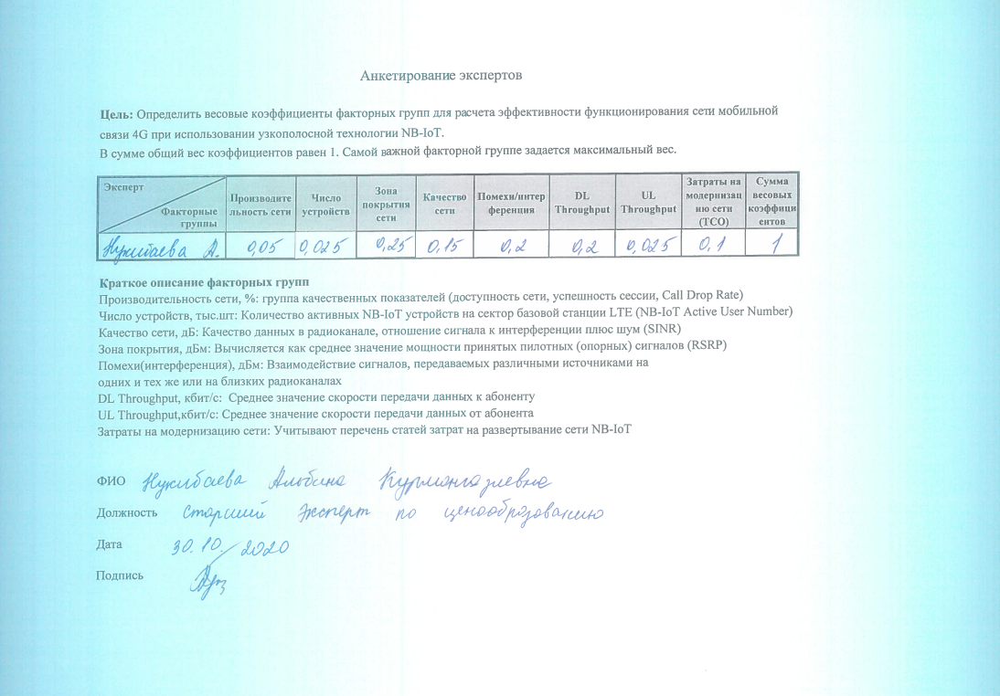 Анкетирование экспертов
Цель: Определить весовые коэффициенты факторных групп для расчета эффективности функционирования сети мобильной
связи 4G при использовании узкополосной технологии NB-IoT.
В сумме общий вес коэффициентов равен 1. Самой важной факторной группе задается максимальный вес.
Эксперт Факторные группы Производительность сети Число устройств Зона покрытия сети Качество сети Помехи/интерференция DL Throughput UL Throughput Затраты на модернизацию сети (TCO) Сумма весовых коэффициентов
Нукибаева А. 0,05 0,025 0,25 0,15 0,2 0,2 0,025 0,1 1
Краткое описание факторных групп
Производительность сети, %: группа качественных показателей (доступность сети, успешность сессии, Call Drop Rate)
Число устройств, тыс.шт: Количество активных NB-IoT устройств на сектор базовой станции LTE (NB-IoT Active User Number)
Качество сети, дБ: Качество данных в радиоканале, отношение сигнала к интерференции плюс шум (SINR)
Зона покрытия, дБм: Вычисляется как среднее значение мощности принятых пилотных (опорных) сигналов (RSRP)
Помехи(интерференция), дБм: Взаимодействие сигналов, передаваемых различными источниками на
одних и тех же или на близких радиоканалах
DL Throughput, кбит/с: Среднее значение скорости передачи данных к абоненту
UL Throughput,кбит/с: Среднее значение скорости передачи данных от абонента
Затраты на модернизацию сети: Учитывают перечень статей затрат на развертывание сети NB-IoT
ФИО Нукибаева Альбина Курмангазиевна
Должность Старший эксперт по ценообразованию
Дата 30.10./2020
Подпись